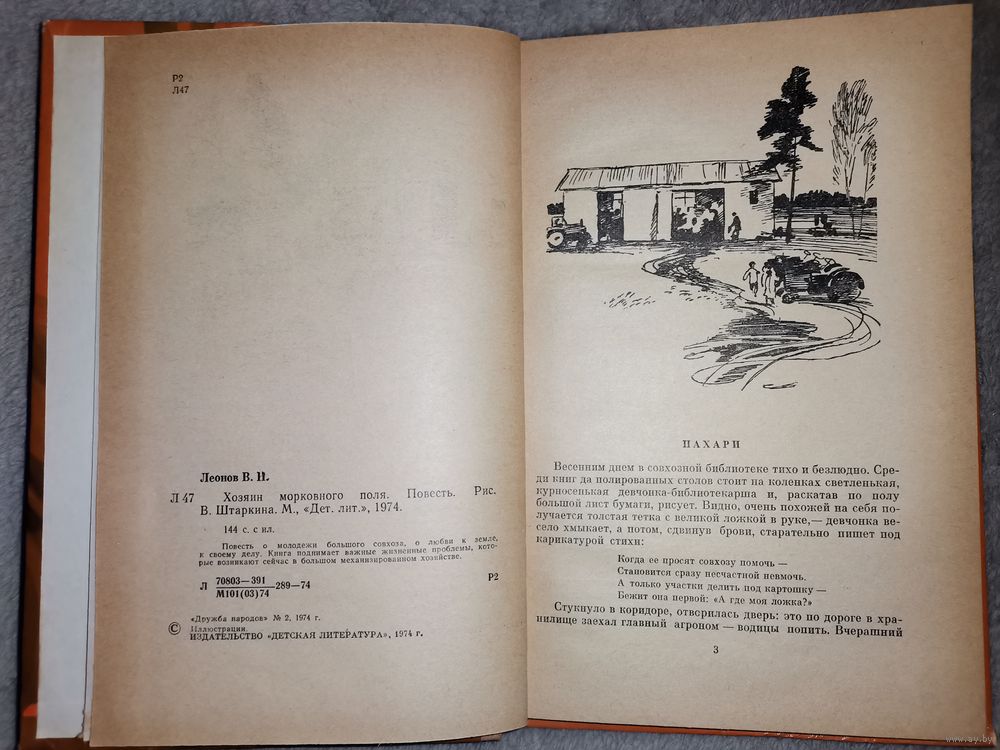 Р2
Л47
Леонов В. И.
Л 47 Хозяин морковного поля. Повесть. Рис.
В. Штаркина. М., «Дет. лит.», 1974.
144 с. с ил.
Повесть о молодежи большого совхоза, о любви к земле,
к своему делу. Книга поднимает важные жизненные проблемы, кото-
рые возникают сейчас в большом механизированном хозяйстве.
Л 70803—391
М101(03)74 289—74 Р2
«Дружба народов» № 2, 1974 г.
© Иллюстрации.
ИЗДАТЕЛЬСТВО «ДЕТСКАЯ ЛИТЕРАТУРА», 1974 г.
ПАХАРИ
Весенним днем в совхозной библиотеке тихо и безлюдно. Сре-
ди книг да полированных столов стоит на коленках светленькая,
курносенькая девчонка-библиотекарша и, раскатав по полу
большой лист бумаги, рисует. Видно, очень похожей на себя по-
лучается толстая тетка с великой ложкой в руке,— девчонка ве-
село хмыкает, а потом, сдвинув брови, старательно пишет под
карикатурой стихи:
Когда ее просят совхозу помочь —
Становится сразу несчастной невмочь.
А только участки делить под картошку —
Бежит она первой: «А где моя ложка?»
Стукнуло в коридоре, отворилась дверь: это по дороге в хра-
нилище заехал главный агроном — водицы попить. Вчерашний
3
www.ay.by